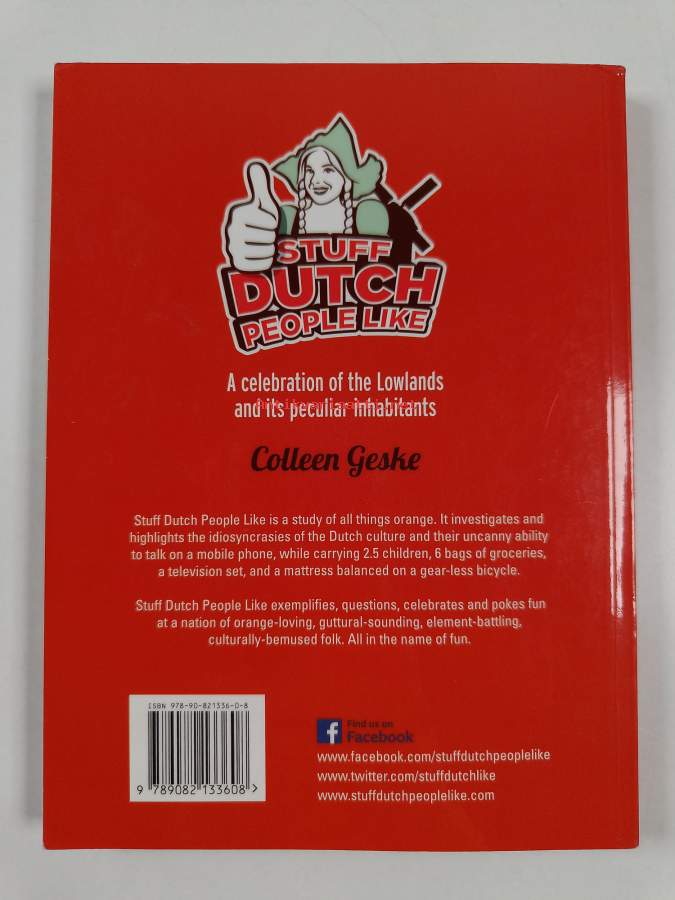 STUFF
DUTCH
PEOPLE LIKE
A celebration of the Lowlands
and its peculiar inhabitants
Colleen Geske
Stuff Dutch People Like is a study of all things orange. It investigates and
highlights the idiosyncrasies of the Dutch culture and their uncanny ability
to talk on a mobile phone, while carrying 2.5 children, 6 bags of groceries,
a television set, and a mattress balanced on a gear-less bicycle.
Stuff Dutch People Like exemplifies, questions, celebrates and pokes fun
at a nation of orange-loving, guttural-sounding, element-battling,
culturally-bemused folk. All in the name of fun.
ISBN 978-90-821336-0-8
9 789082 133608 >
Find us on
Facebook
www.facebook.com/stuffdutchpeoplelike
www.twitter.com/stuffdutchlike
www.stuffdutchpeoplelike.com